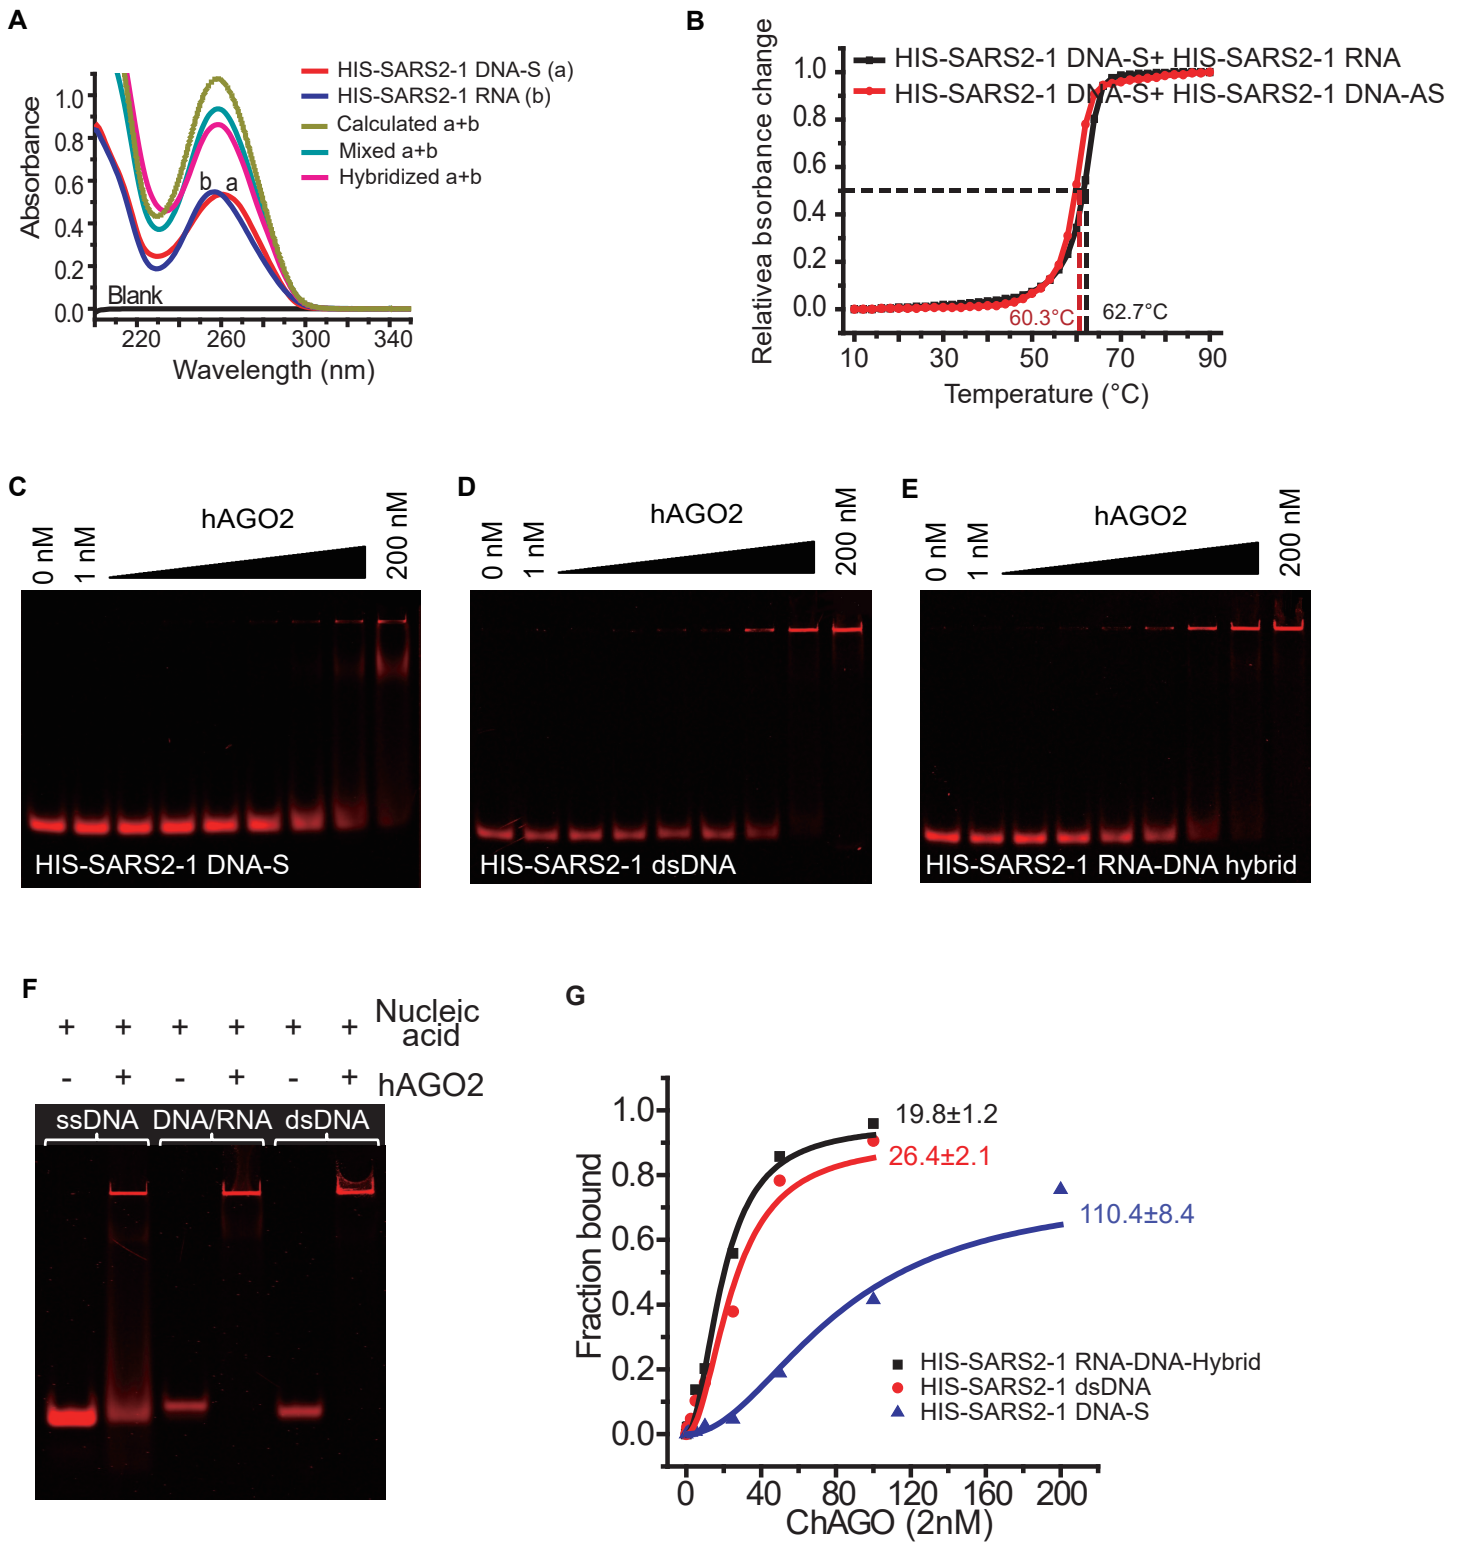 A
1.0
0.8
0.6
0.4
0.2
0.0
Absorbance
HIS-SARS2-1 DNA-S (a)
HIS-SARS2-1 RNA (b)
Calculated a+b
Mixed a+b
Hybridized a+b
b a
Blank
220 260 300 340
Wavelength (nm)
B
Relativea bsorbance change
1.0
0.8
0.6
0.4
0.2
0.0
HIS-SARS2-1 DNA-S+ HIS-SARS2-1 RNA
HIS-SARS2-1 DNA-S+ HIS-SARS2-1 DNA-AS
60.3°C
62.7°C
10 30 50 70 90
Temperature (°C)
C
0 nM
1 nM
hAGO2
200 nM
HIS-SARS2-1 DNA-S
D
0 nM
1 nM
hAGO2
200 nM
HIS-SARS2-1 dsDNA
E
0 nM
1 nM
hAGO2
200 nM
HIS-SARS2-1 RNA-DNA hybrid
F
+ + + + + + Nucleic
acid
- + - + - + hAGO2
ssDNA DNA/RNA dsDNA
G
Fraction bound
1.0
0.8
0.6
0.4
0.2
0.0
19.8±1.2
26.4±2.1
110.4±8.4
HIS-SARS2-1 RNA-DNA-Hybrid
HIS-SARS2-1 dsDNA
HIS-SARS2-1 DNA-S
0 40 80 120 160 200
ChAGO (2nM)